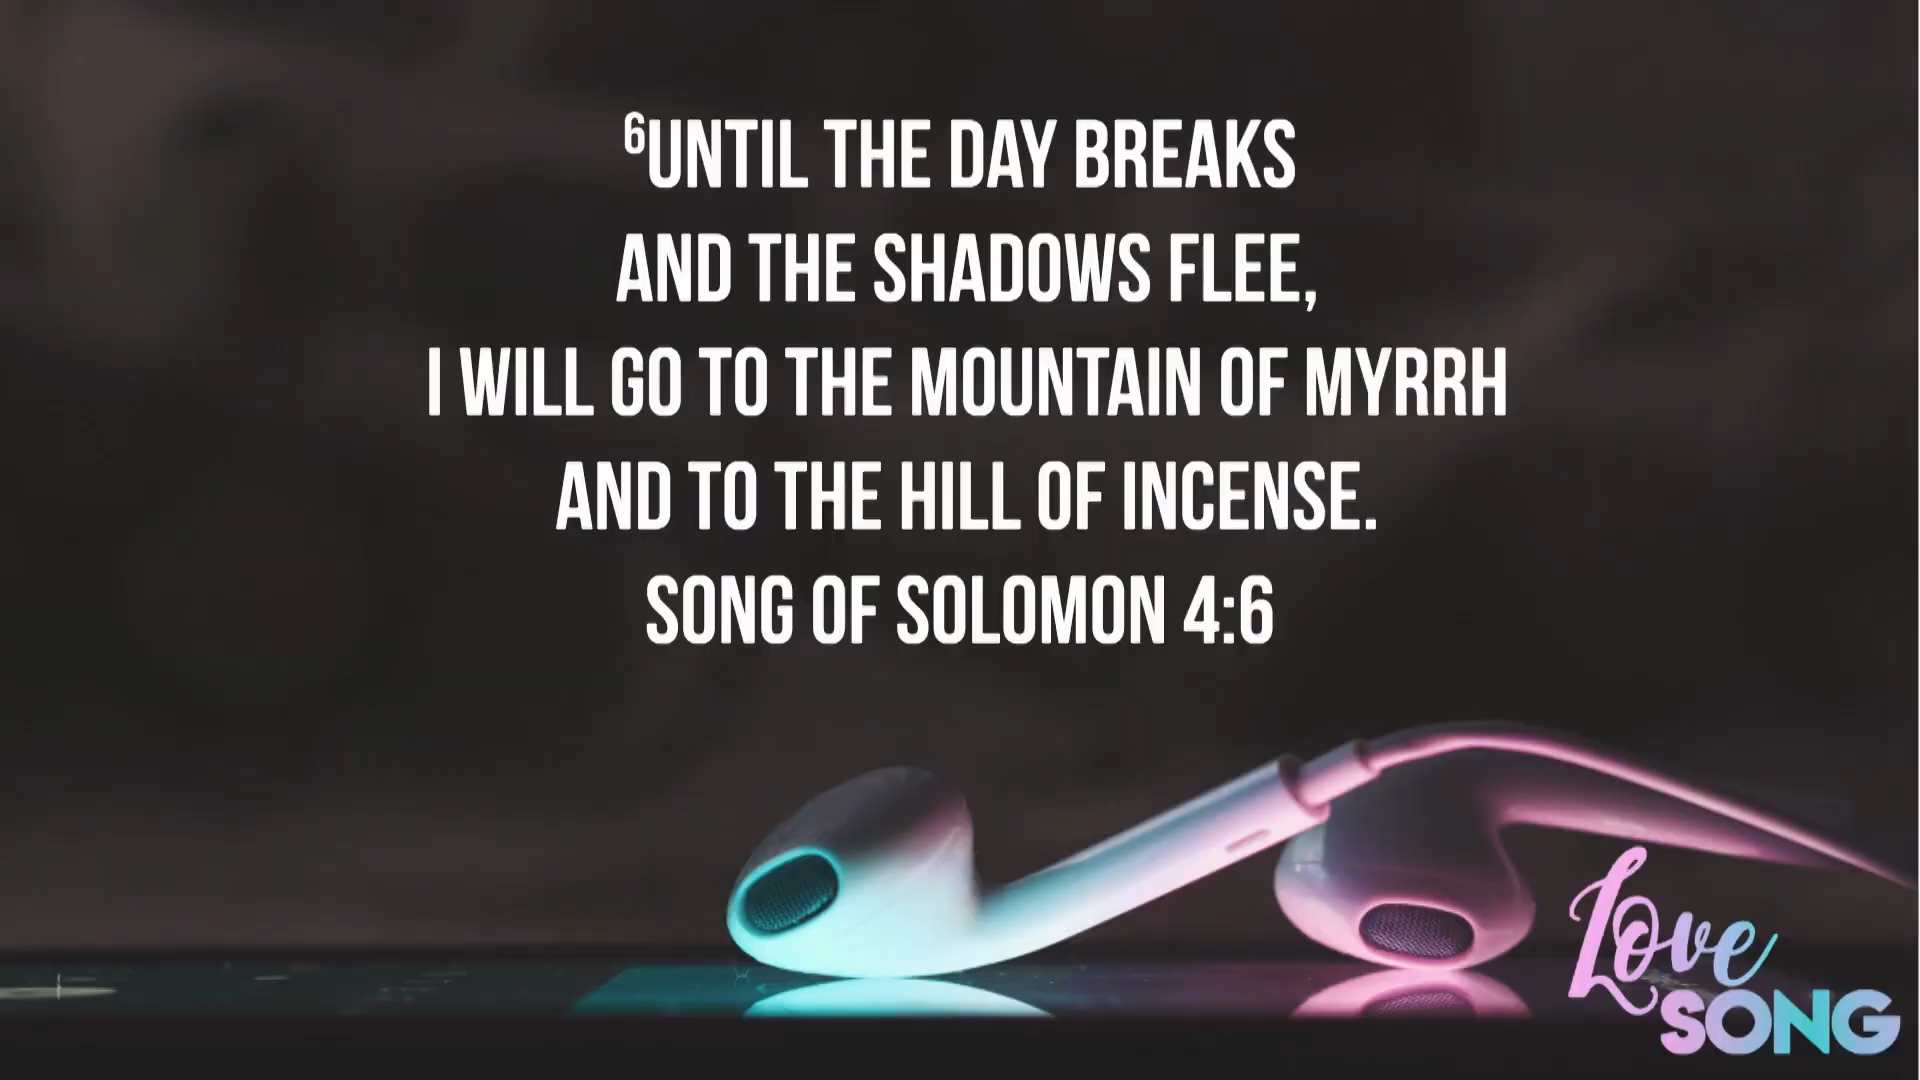 ⁶UNTIL THE DAY BREAKS
AND THE SHADOWS FLEE,
I WILL GO TO THE MOUNTAIN OF MYRRH
AND TO THE HILL OF INCENSE.
SONG OF SOLOMON 4:6
Love
SONG